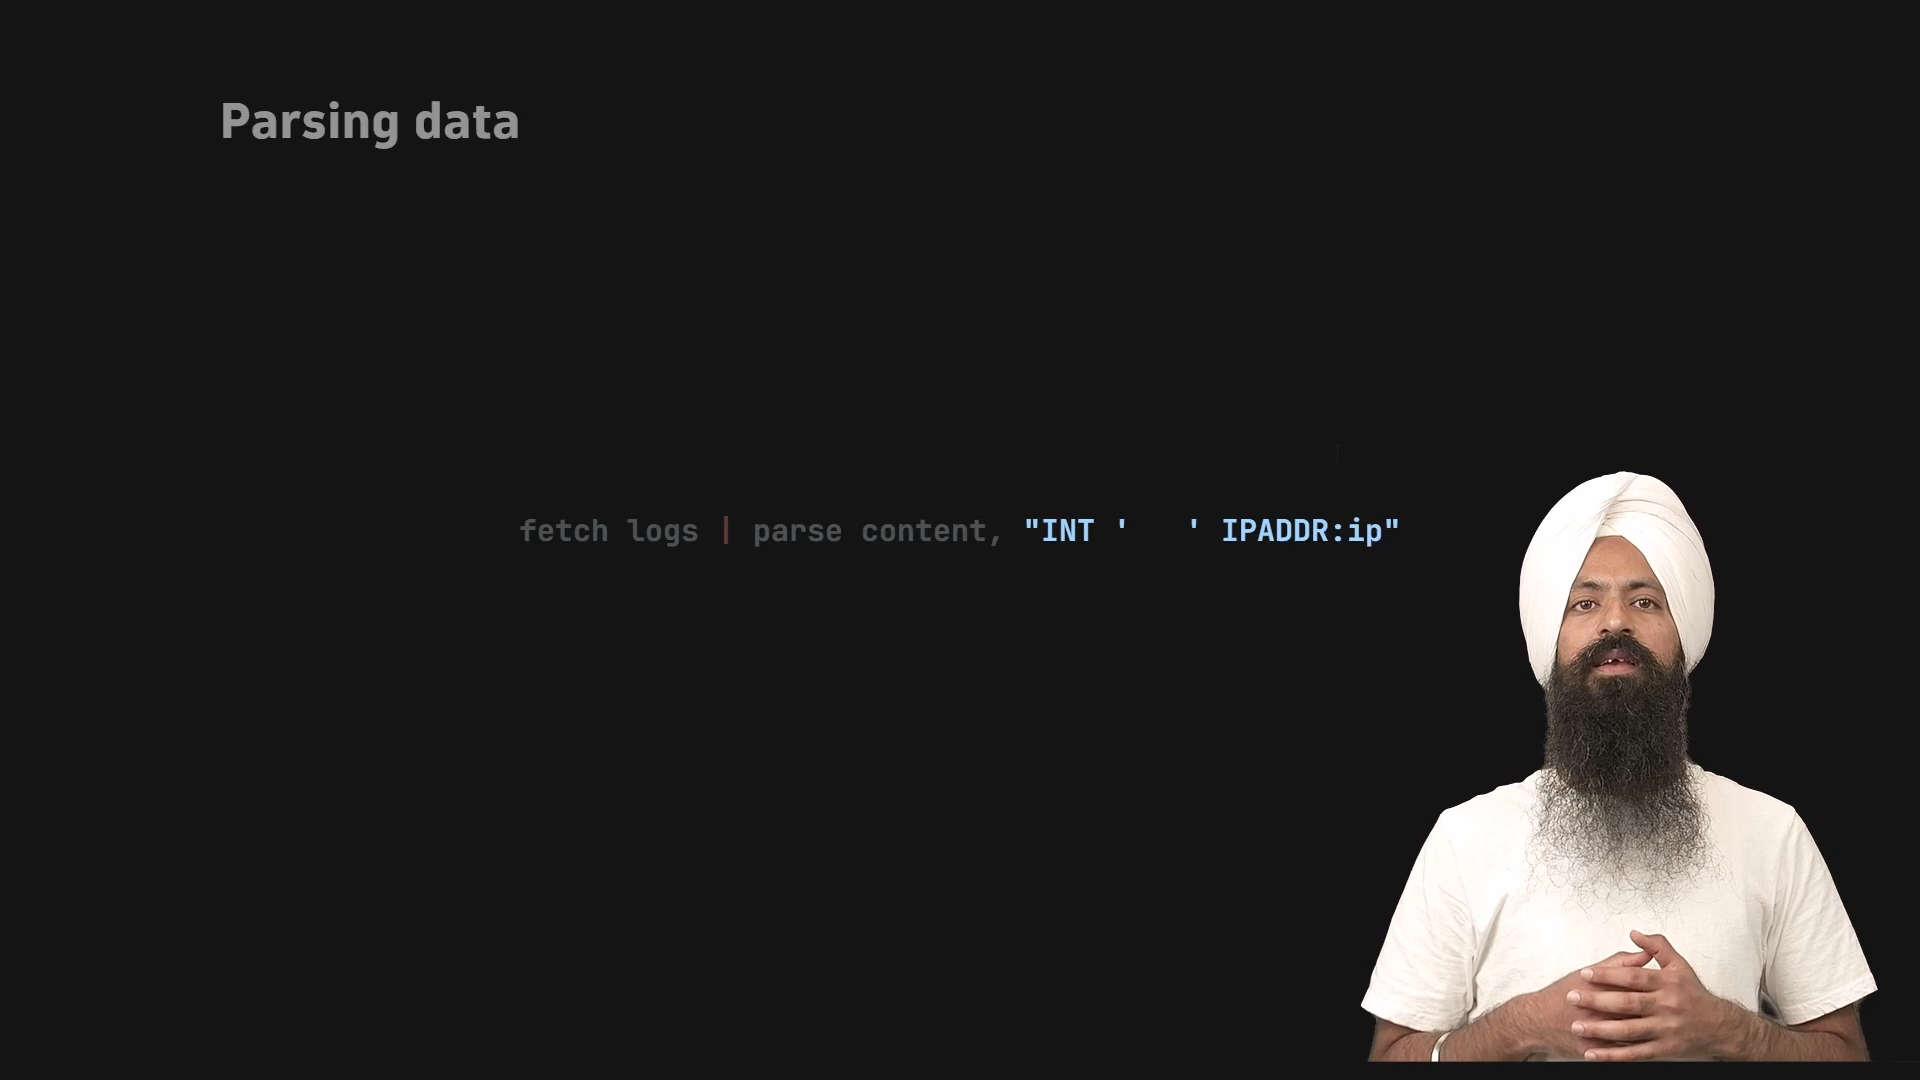 Parsing data
fetch logs | parse content, "INT '   ' IPADDR:ip"